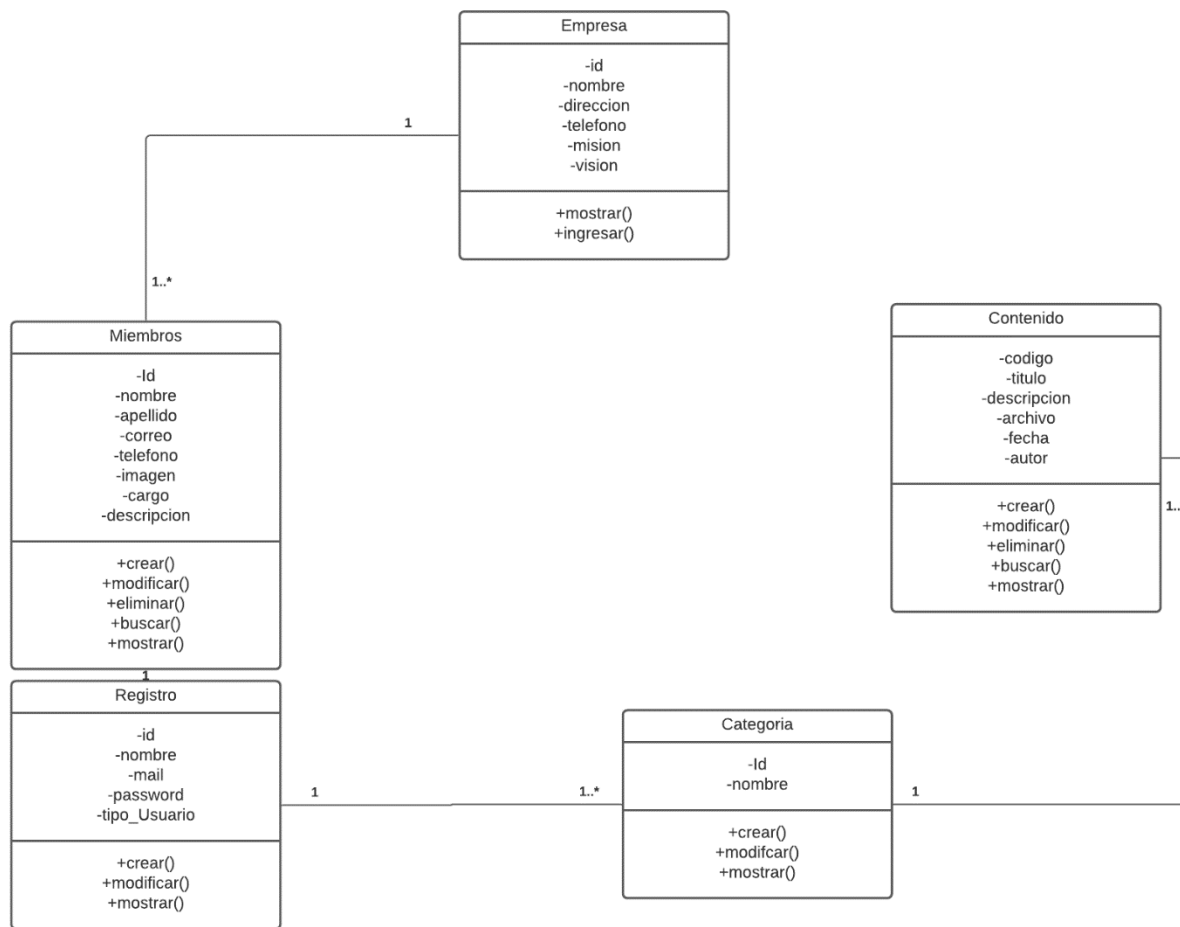 Empresa
-id
-nombre
-direccion
-telefono
-mision
-vision
+mostrar()
+ingresar()
1
1..*
Miembros
-Id
-nombre
-apellido
-correo
-telefono
-imagen
-cargo
-descripcion
+crear()
+modificar()
+eliminar()
+buscar()
+mostrar()
1
Contenido
-codigo
-titulo
-descripcion
-archivo
-fecha
-autor
+crear()
+modificar()
+eliminar()
+buscar()
+mostrar()
1..
Registro
-id
-nombre
-mail
-password
-tipo_Usuario
+crear()
+modificar()
+mostrar()
1
1..*
Categoria
-Id
-nombre
+crear()
+modifcar()
+mostrar()
1